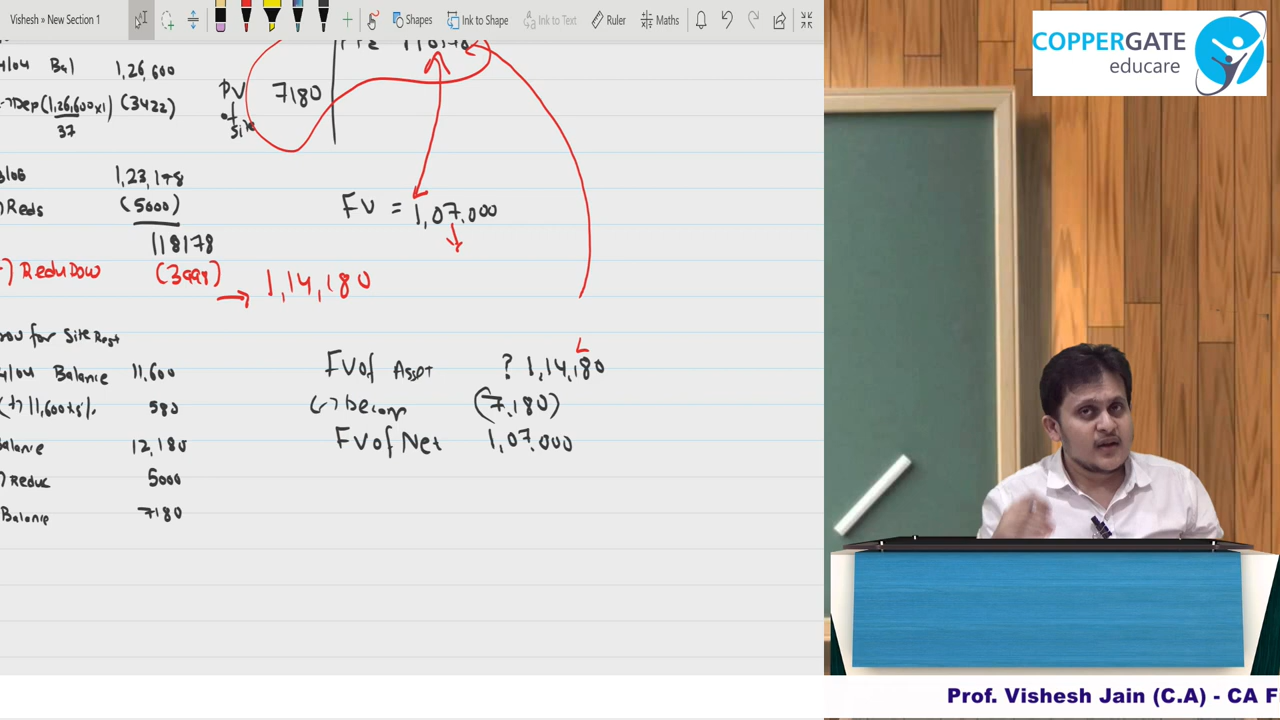 Vishesh » New Section 1
Shapes
Ink to Shape
Ink to Text
Ruler
Maths
COPPERGATE
educare
Bal 1,26,600
Dep (1,26,600x1) (3422)
37
PV of Site
7180
1,23,178
Reds (5000)
118178
(3998) → 1,14,180
FV = 1,07,000
for Site Rest
Balance 11,600
(+) 11,600x5% 580
Balance 12,180
Reduc 5000
Balance 7180
FV of Asset ? 1,14,180
(-) Decom (7,180)
FV of Net 1,07,000
Prof. Vishesh Jain (C.A) - CA F